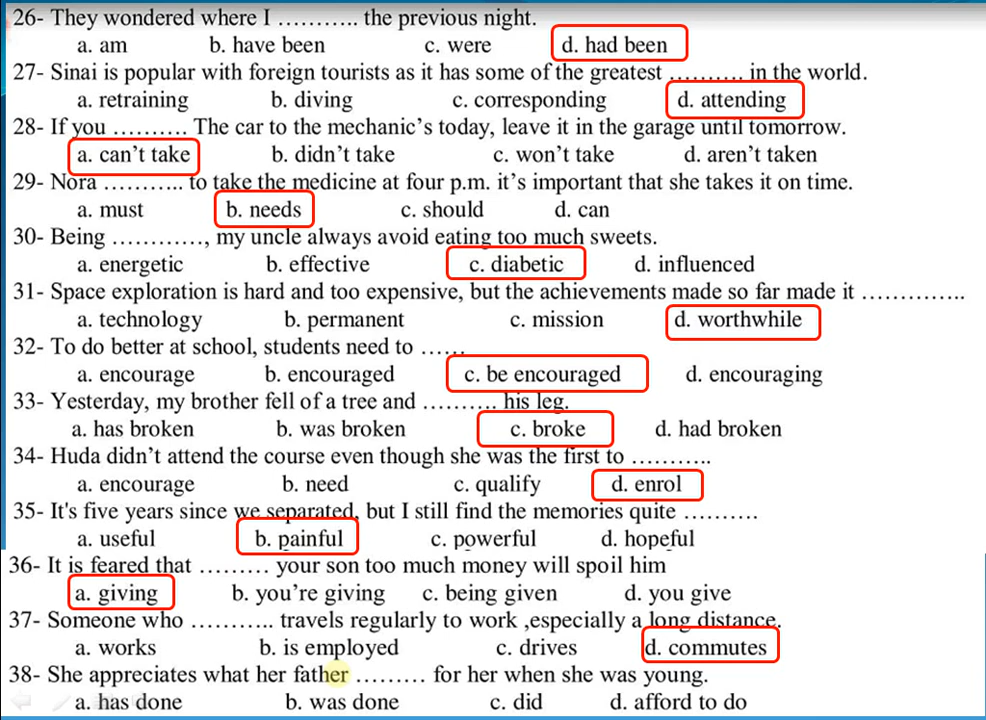 26- They wondered where I ……….. the previous night.
a. am b. have been c. were d. had been
27- Sinai is popular with foreign tourists as it has some of the greatest ………. in the world.
a. retraining b. diving c. corresponding d. attending
28- If you ………. The car to the mechanic’s today, leave it in the garage until tomorrow.
a. can’t take b. didn’t take c. won’t take d. aren’t taken
29- Nora ……….. to take the medicine at four p.m. it’s important that she takes it on time.
a. must b. needs c. should d. can
30- Being …………, my uncle always avoid eating too much sweets.
a. energetic b. effective c. diabetic d. influenced
31- Space exploration is hard and too expensive, but the achievements made so far made it …………..
a. technology b. permanent c. mission d. worthwhile
32- To do better at school, students need to ……
a. encourage b. encouraged c. be encouraged d. encouraging
33- Yesterday, my brother fell of a tree and ………. his leg.
a. has broken b. was broken c. broke d. had broken
34- Huda didn’t attend the course even though she was the first to ………..
a. encourage b. need c. qualify d. enrol
35- It's five years since we separated, but I still find the memories quite ……….
a. useful b. painful c. powerful d. hopeful
36- It is feared that ……… your son too much money will spoil him
a. giving b. you’re giving c. being given d. you give
37- Someone who ……….. travels regularly to work ,especially a long distance.
a. works b. is employed c. drives d. commutes
38- She appreciates what her father ……… for her when she was young.
a. has done b. was done c. did d. afford to do